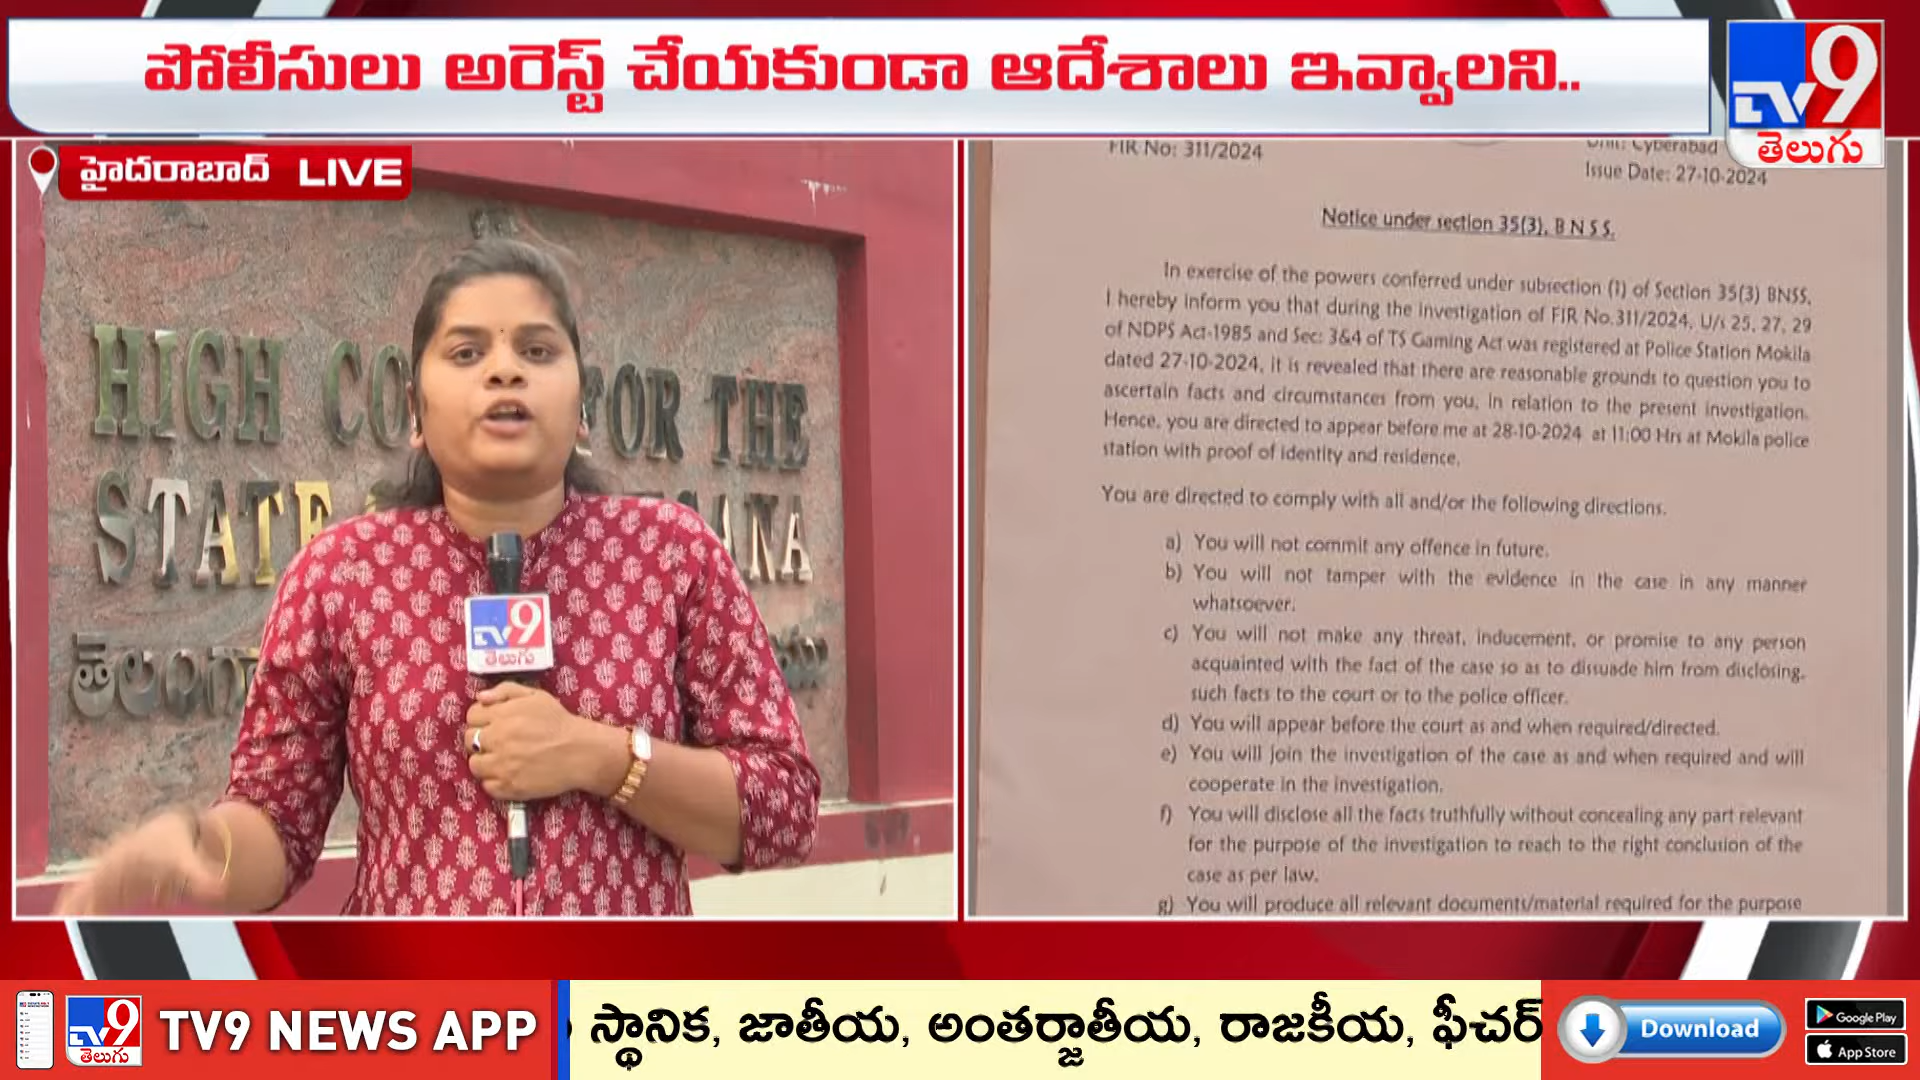 పోలీసులు అరెస్ట్ చేయకుండా ఆదేశాలు ఇవ్వాలని..
TV9
తెలుగు
హైదరాబాద్ LIVE
HIGH CO FOR THE
STATE ANA
తెలంగా
TV9
తెలుగు
FIR No: 311/2024
Unit: Cyberabad
Issue Date: 27-10-2024
Notice under section 35(3), B N S S.
In exercise of the powers conferred under subsection (1) of Section 35(3) BNSS,
I hereby inform you that during the investigation of FIR No.311/2024, U/s 25, 27, 29
of NDPS Act-1985 and Sec: 3&4 of TS Gaming Act was registered at Police Station Mokila
dated 27-10-2024, it is revealed that there are reasonable grounds to question you to
ascertain facts and circumstances from you, in relation to the present investigation.
Hence, you are directed to appear before me at 28-10-2024 at 11:00 Hrs at Mokila police
station with proof of identity and residence.
You are directed to comply with all and/or the following directions.
a) You will not commit any offence in future.
b) You will not tamper with the evidence in the case in any manner
whatsoever.
c) You will not make any threat, inducement, or promise to any person
acquainted with the fact of the case so as to dissuade him from disclosing,
such facts to the court or to the police officer.
d) You will appear before the court as and when required/directed.
e) You will join the investigation of the case as and when required and will
cooperate in the investigation.
f) You will disclose all the facts truthfully without concealing any part relevant
for the purpose of the investigation to reach to the right conclusion of the
case as per law.
g) You will produce all relevant documents/material required for the purpose
TV9
తెలుగు
TV9 NEWS APP
స్థానిక, జాతీయ, అంతర్జాతీయ, రాజకీయ, ఫీచర్
Download
Google Play
App Store